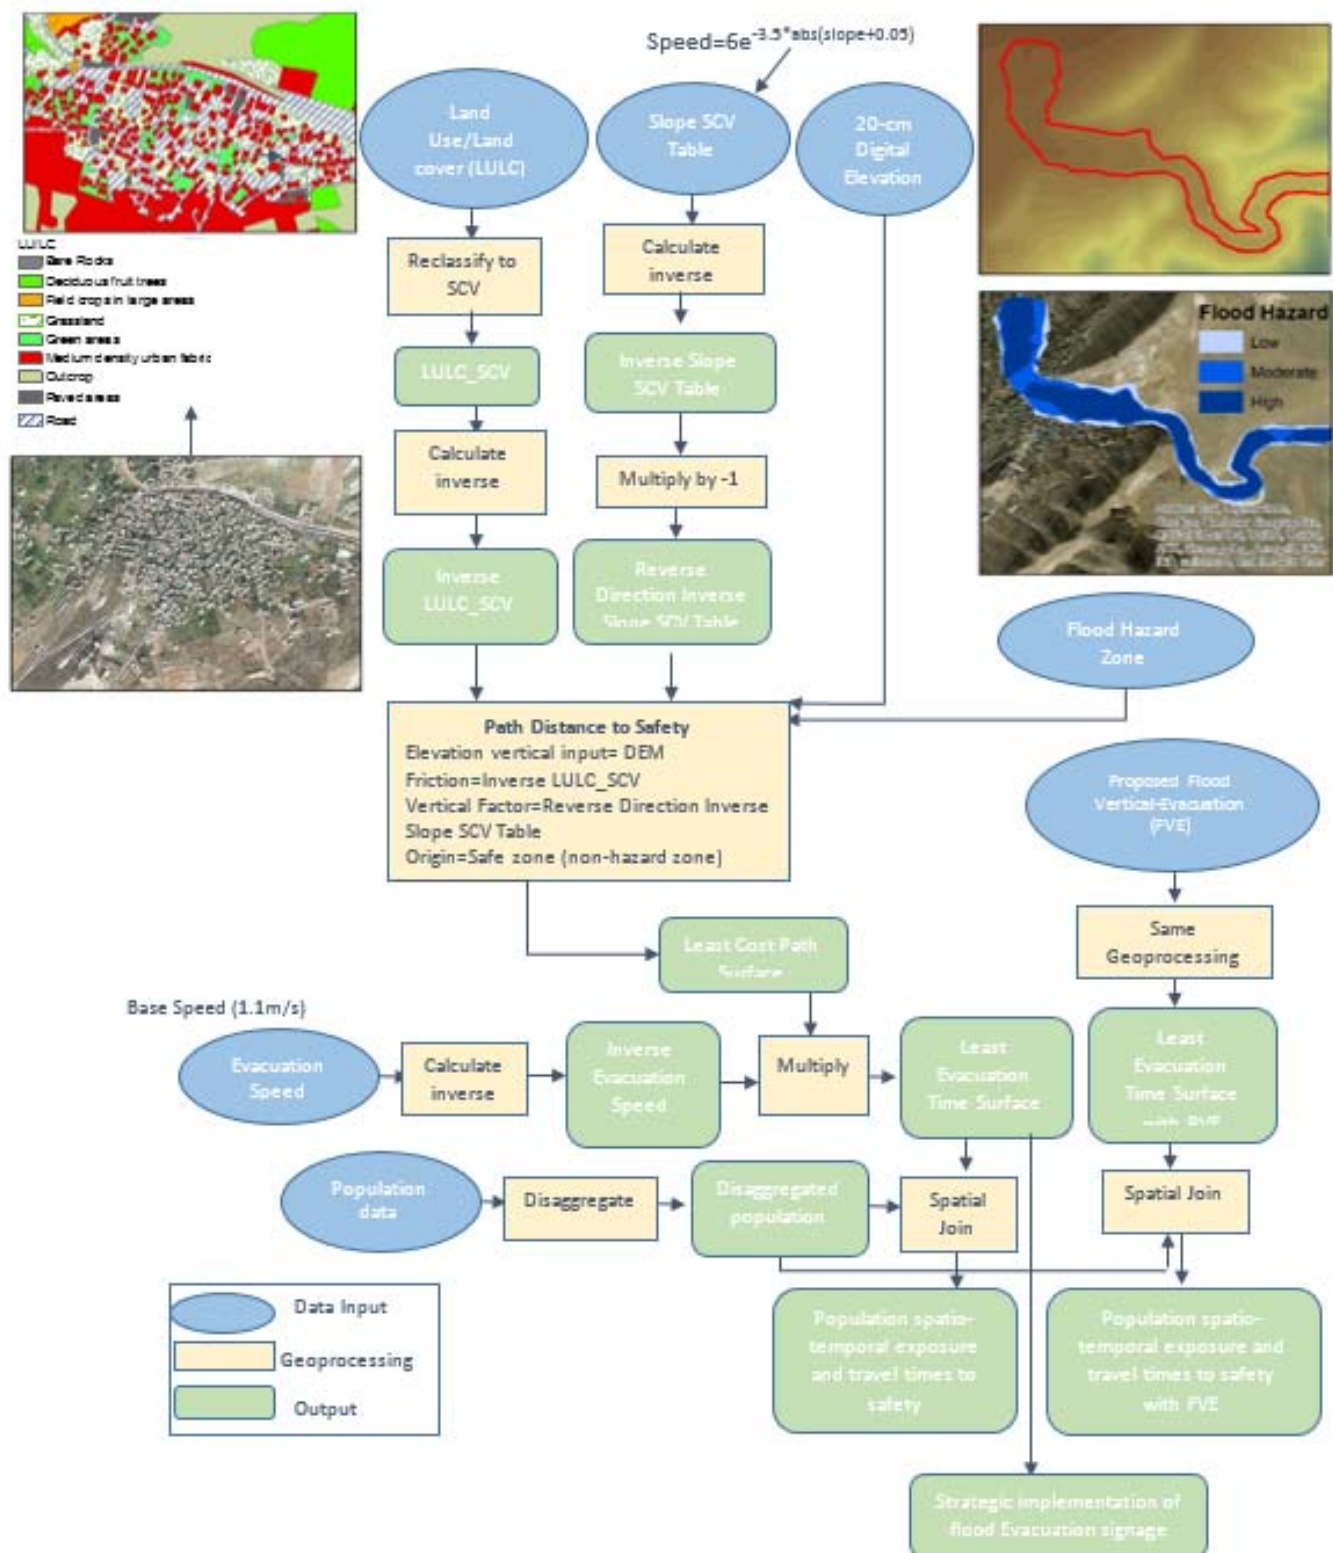 Speed=6e^-3.5*abs(slope+0.05)
Land
Use/Land
cover (LULC)
Slope SCV
Table
20-cm
Digital
Elevation
LULC
Bare Rocks
Deciduous fruit trees
Field crops in large areas
Grassland
Green areas
Medium density urban fabric
Outcrop
Paved areas
Road
Reclassify to
SCV
Calculate
inverse
LULC_SCV
Inverse Slope
SCV Table
Calculate
inverse
Multiply by -1
Inverse
LULC_SCV
Reverse
Direction Inverse
Slope SCV Table
Flood Hazard
Low
Moderate
High
Flood Hazard
Zone
Path Distance to Safety
Elevation vertical input= DEM
Friction=Inverse LULC_SCV
Vertical Factor=Reverse Direction Inverse
Slope SCV Table
Origin=Safe zone (non-hazard zone)
Proposed Flood
Vertical-Evacuation
(FVE)
Same
Geoprocessing
Least Cost Path
Surface
Base Speed (1.1m/s)
Evacuation
Speed
Calculate
inverse
Inverse
Evacuation
Speed
Multiply
Least
Evacuation
Time Surface
Least
Evacuation
Time Surface
Population
data
Disaggregate
Disaggregated
population
Spatial
Join
Spatial Join
Data Input
Geoprocessing
Output
Population spatio-
temporal exposure
and travel times to
safety
Population spatio-
temporal exposure and
travel times to safety
with FVE
Strategic implementation of
flood Evacuation signage